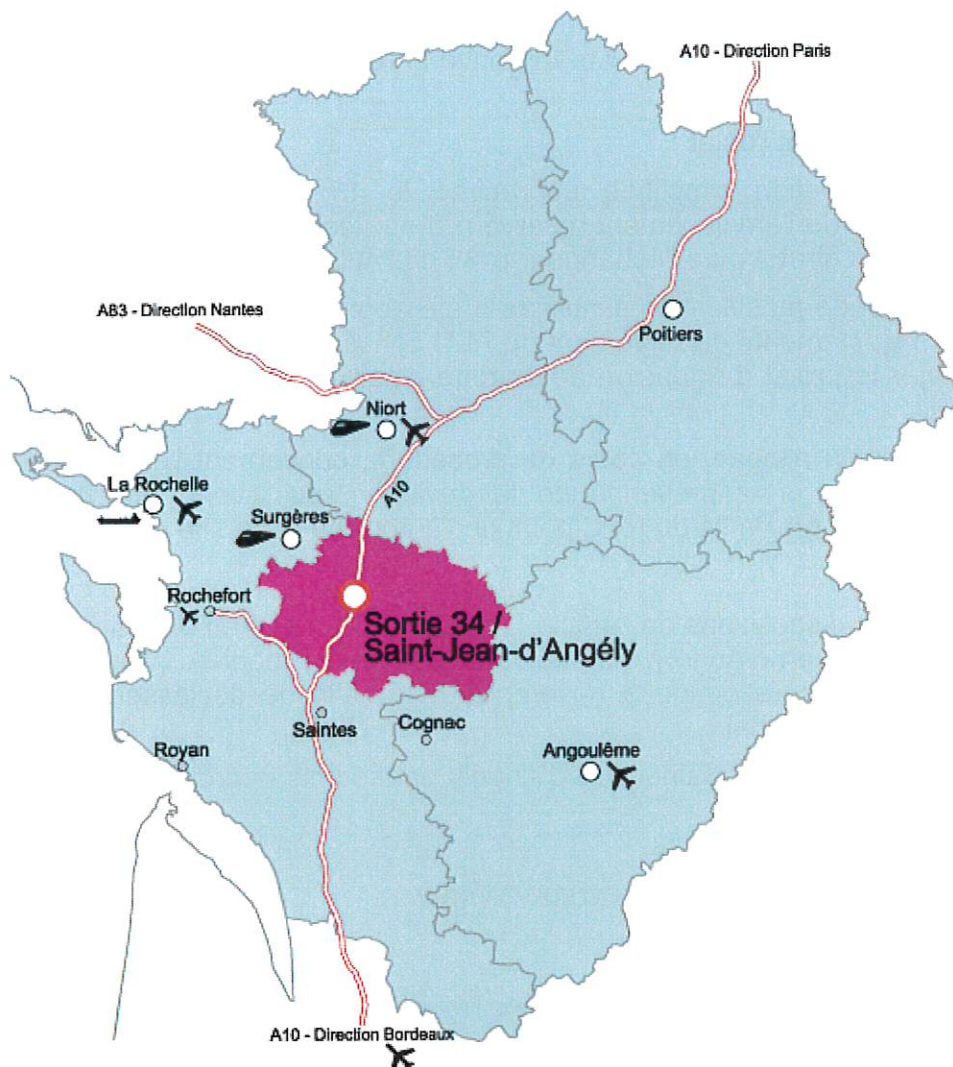 A10 - Direction Paris
A83 - Direction Nantes
Poitiers
Niort
A10
La Rochelle
Surgères
Rochefort
Sortie 34 /
Saint-Jean-d'Angély
Saintes
Cognac
Royan
Angoulême
A10 - Direction Bordeaux